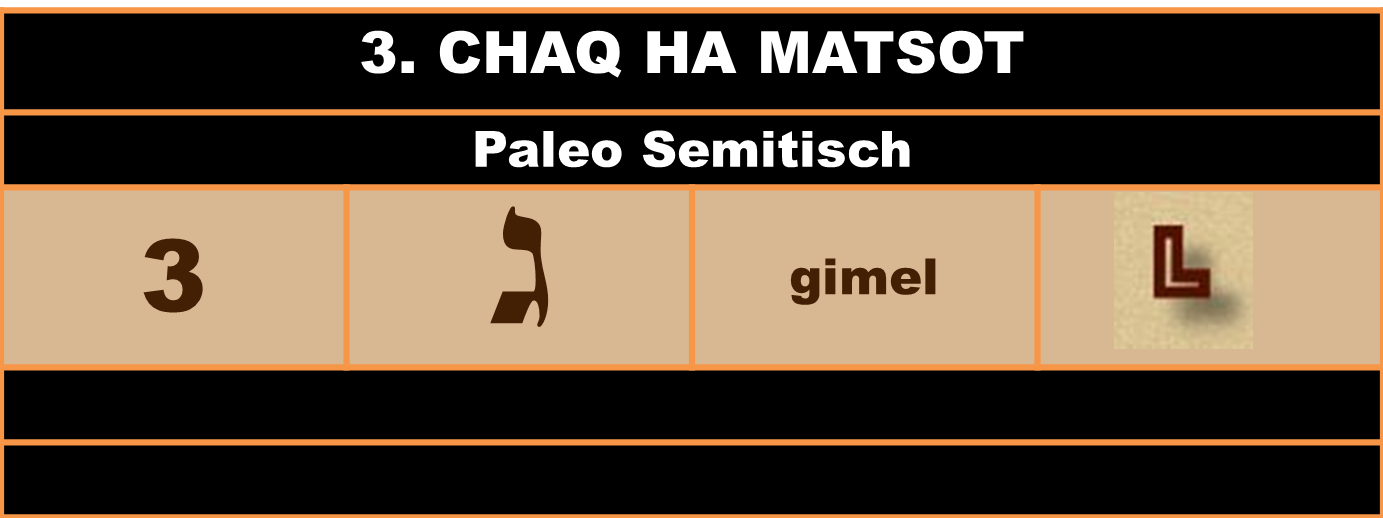 3. CHAQ HA MATSOT
Paleo Semitisch
3 ג gimel